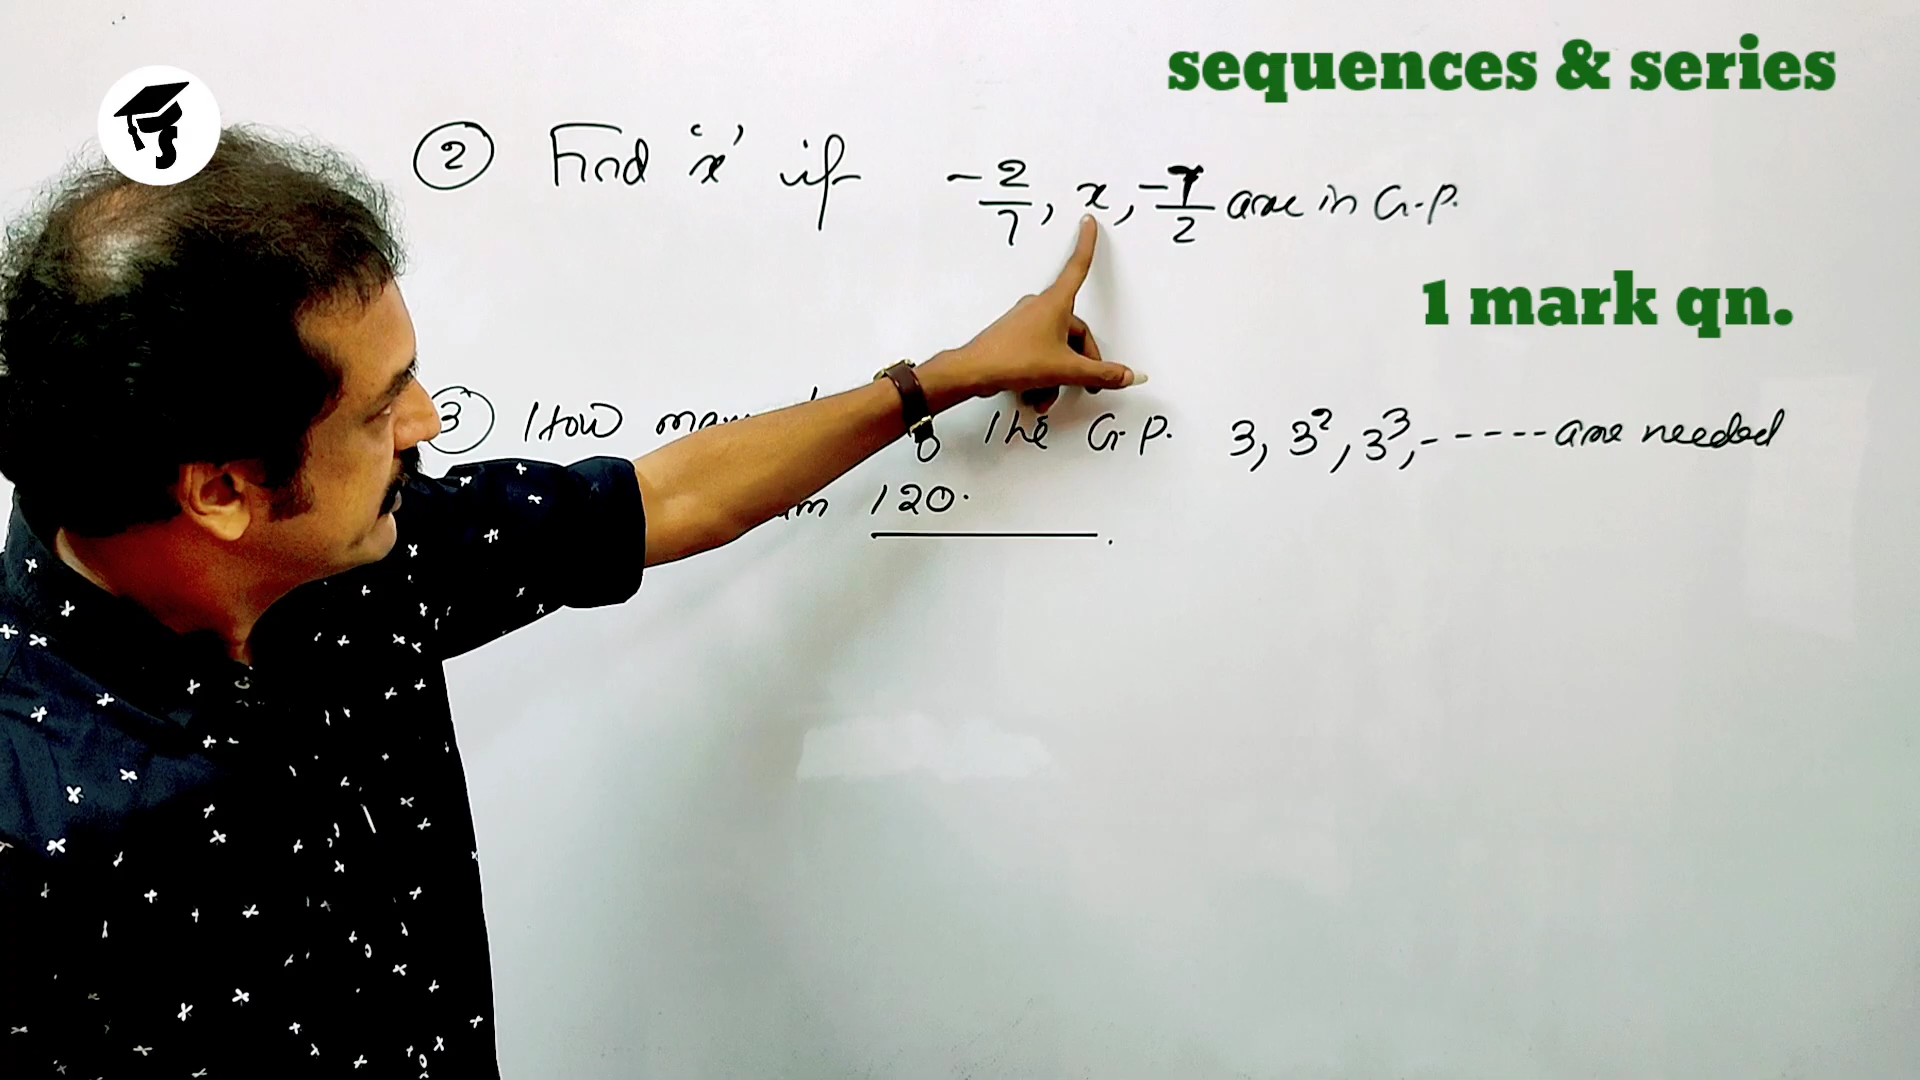 sequences & series
② Find 'x' if -2/7, x, -7/2 are in G.P.
1 mark qn.
③ How the G.P. 3, 3², 3³, ----- are needed
120.